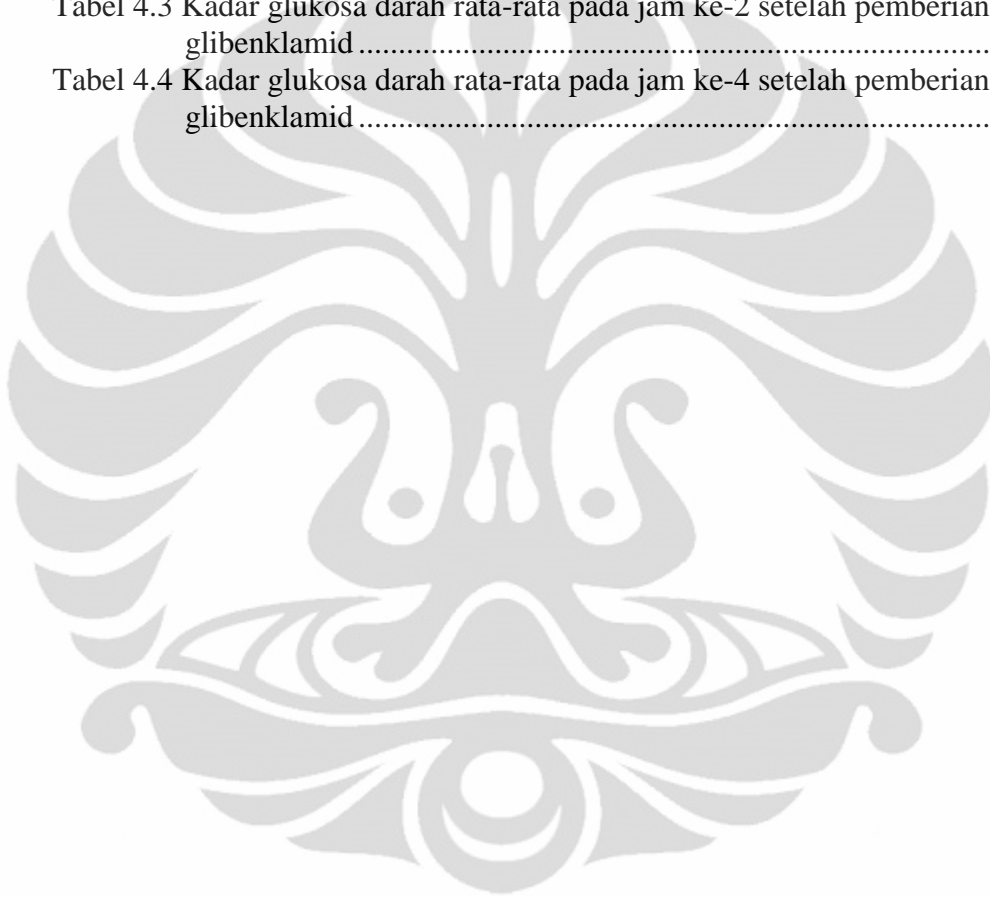 Tabel 4.3 Kadar glukosa darah rata-rata pada jam ke-2 setelah pemberian
glibenklamid ................................................................................
Tabel 4.4 Kadar glukosa darah rata-rata pada jam ke-4 setelah pemberian
glibenklamid ................................................................................